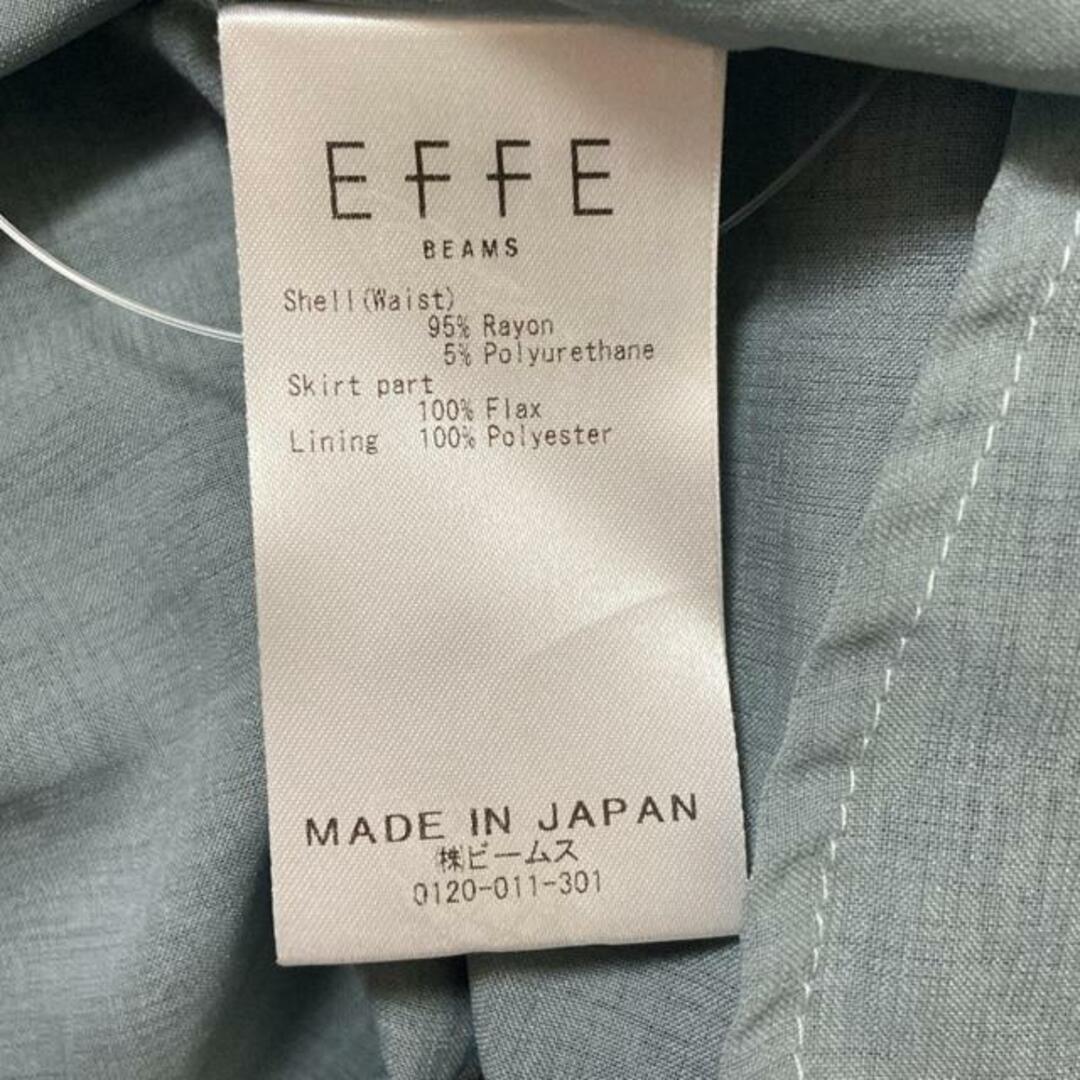 EFFE
BEAMS
Shell(Waist)
95% Rayon
5% Polyurethane
Skirt part
100% Flax
Lining 100% Polyester
MADE IN JAPAN
㈱ビームス
0120-011-301